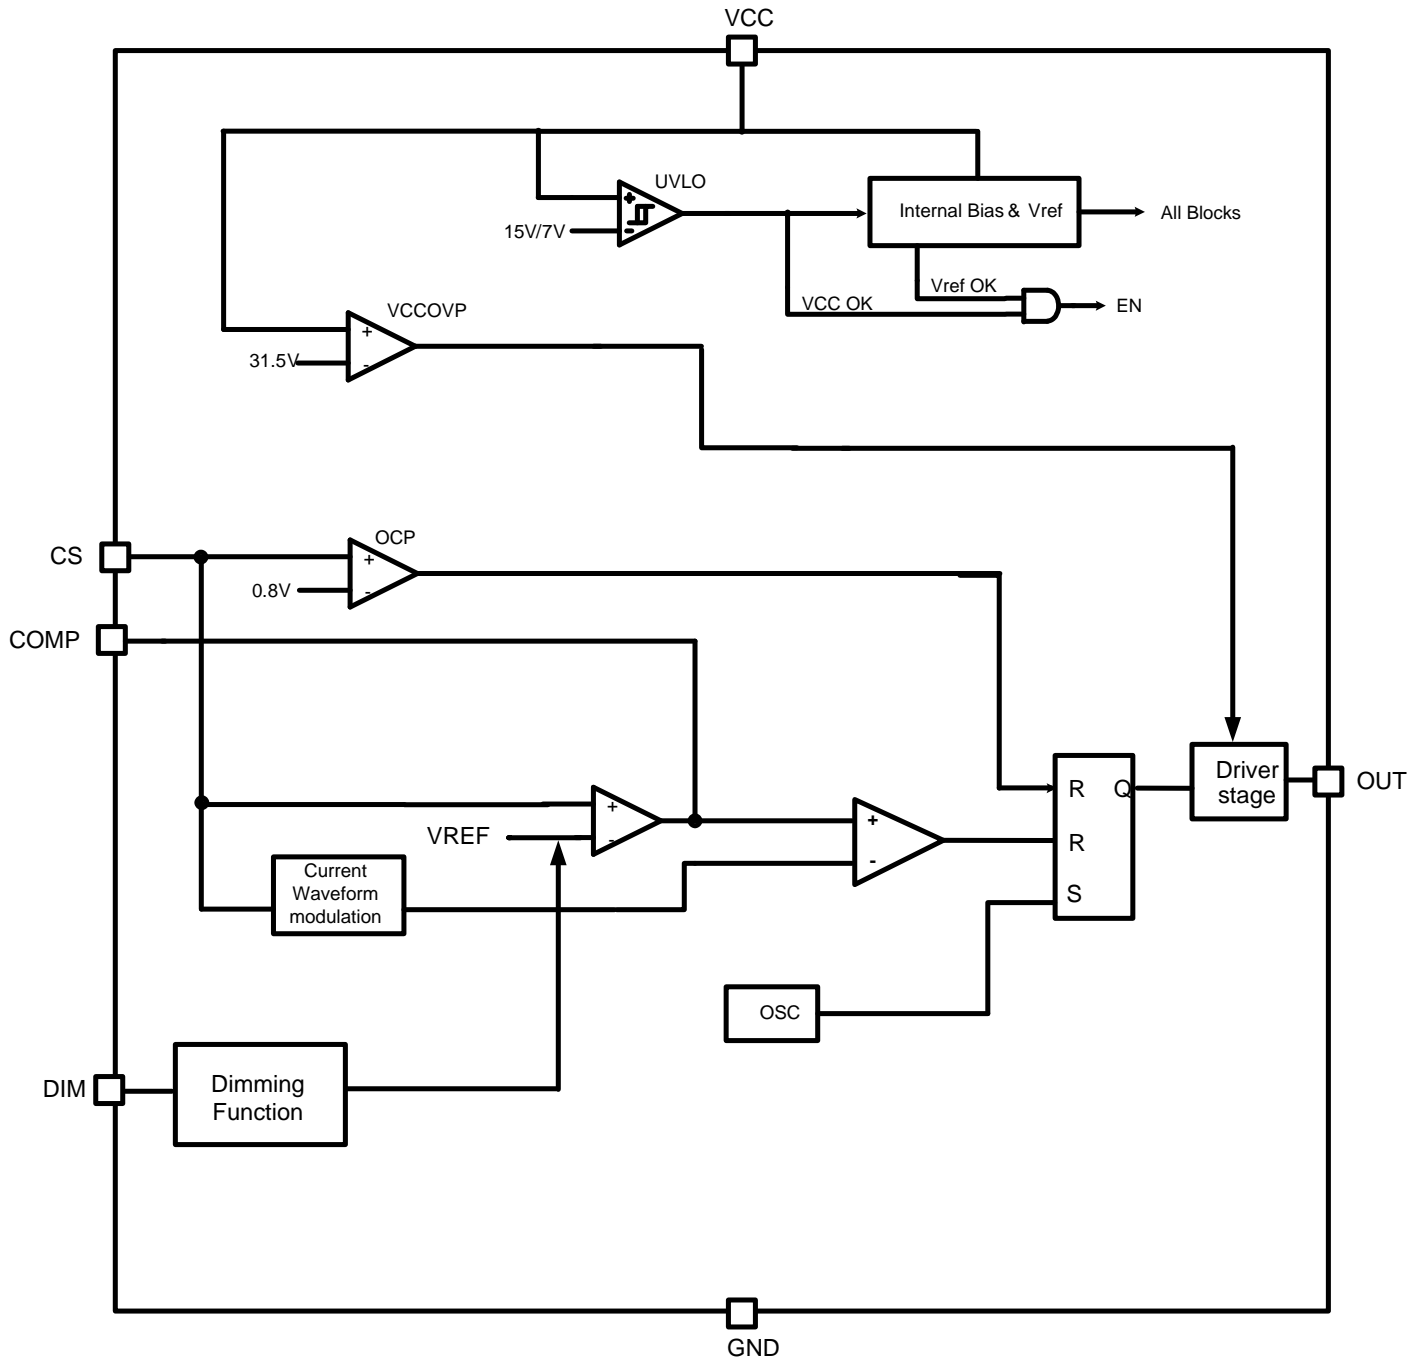 VCC
UVLO
+
15V/7V
-
Internal Bias & Vref
All Blocks
Vref OK
VCC OK
EN
VCCOVP
+
31.5V
-
OCP
CS
+
0.8V
-
COMP
+
VREF
-
+
-
R
Q
R
S
Driver
stage
OUT
Current
Waveform
modulation
OSC
DIM
Dimming
Function
GND